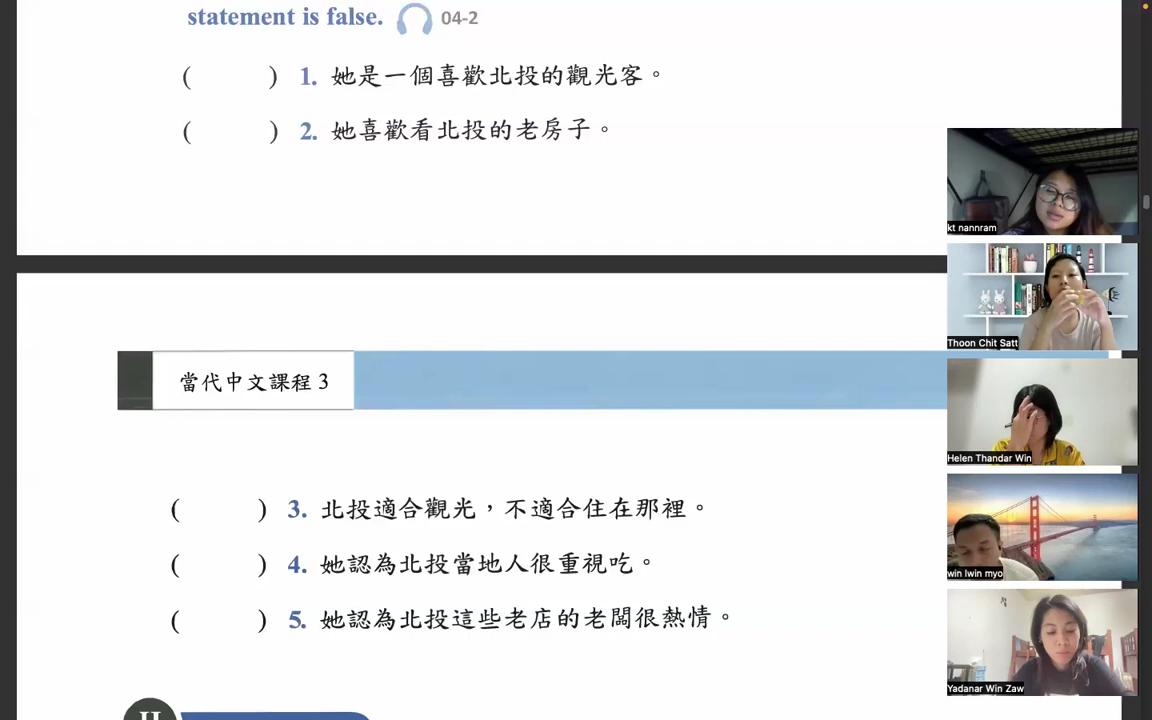 statement is false. 04-2
( ) 1. 她是一個喜歡北投的觀光客。
( ) 2. 她喜歡看北投的老房子。
當代中文課程 3
( ) 3. 北投適合觀光，不適合住在那裡。
( ) 4. 她認為北投當地人很重視吃。
( ) 5. 她認為北投這些老店的老闆很熱情。
II
kt nannram
Thoon Chit Satt
Helen Thandar Win
win lwin myo
Yadanar Win Zaw